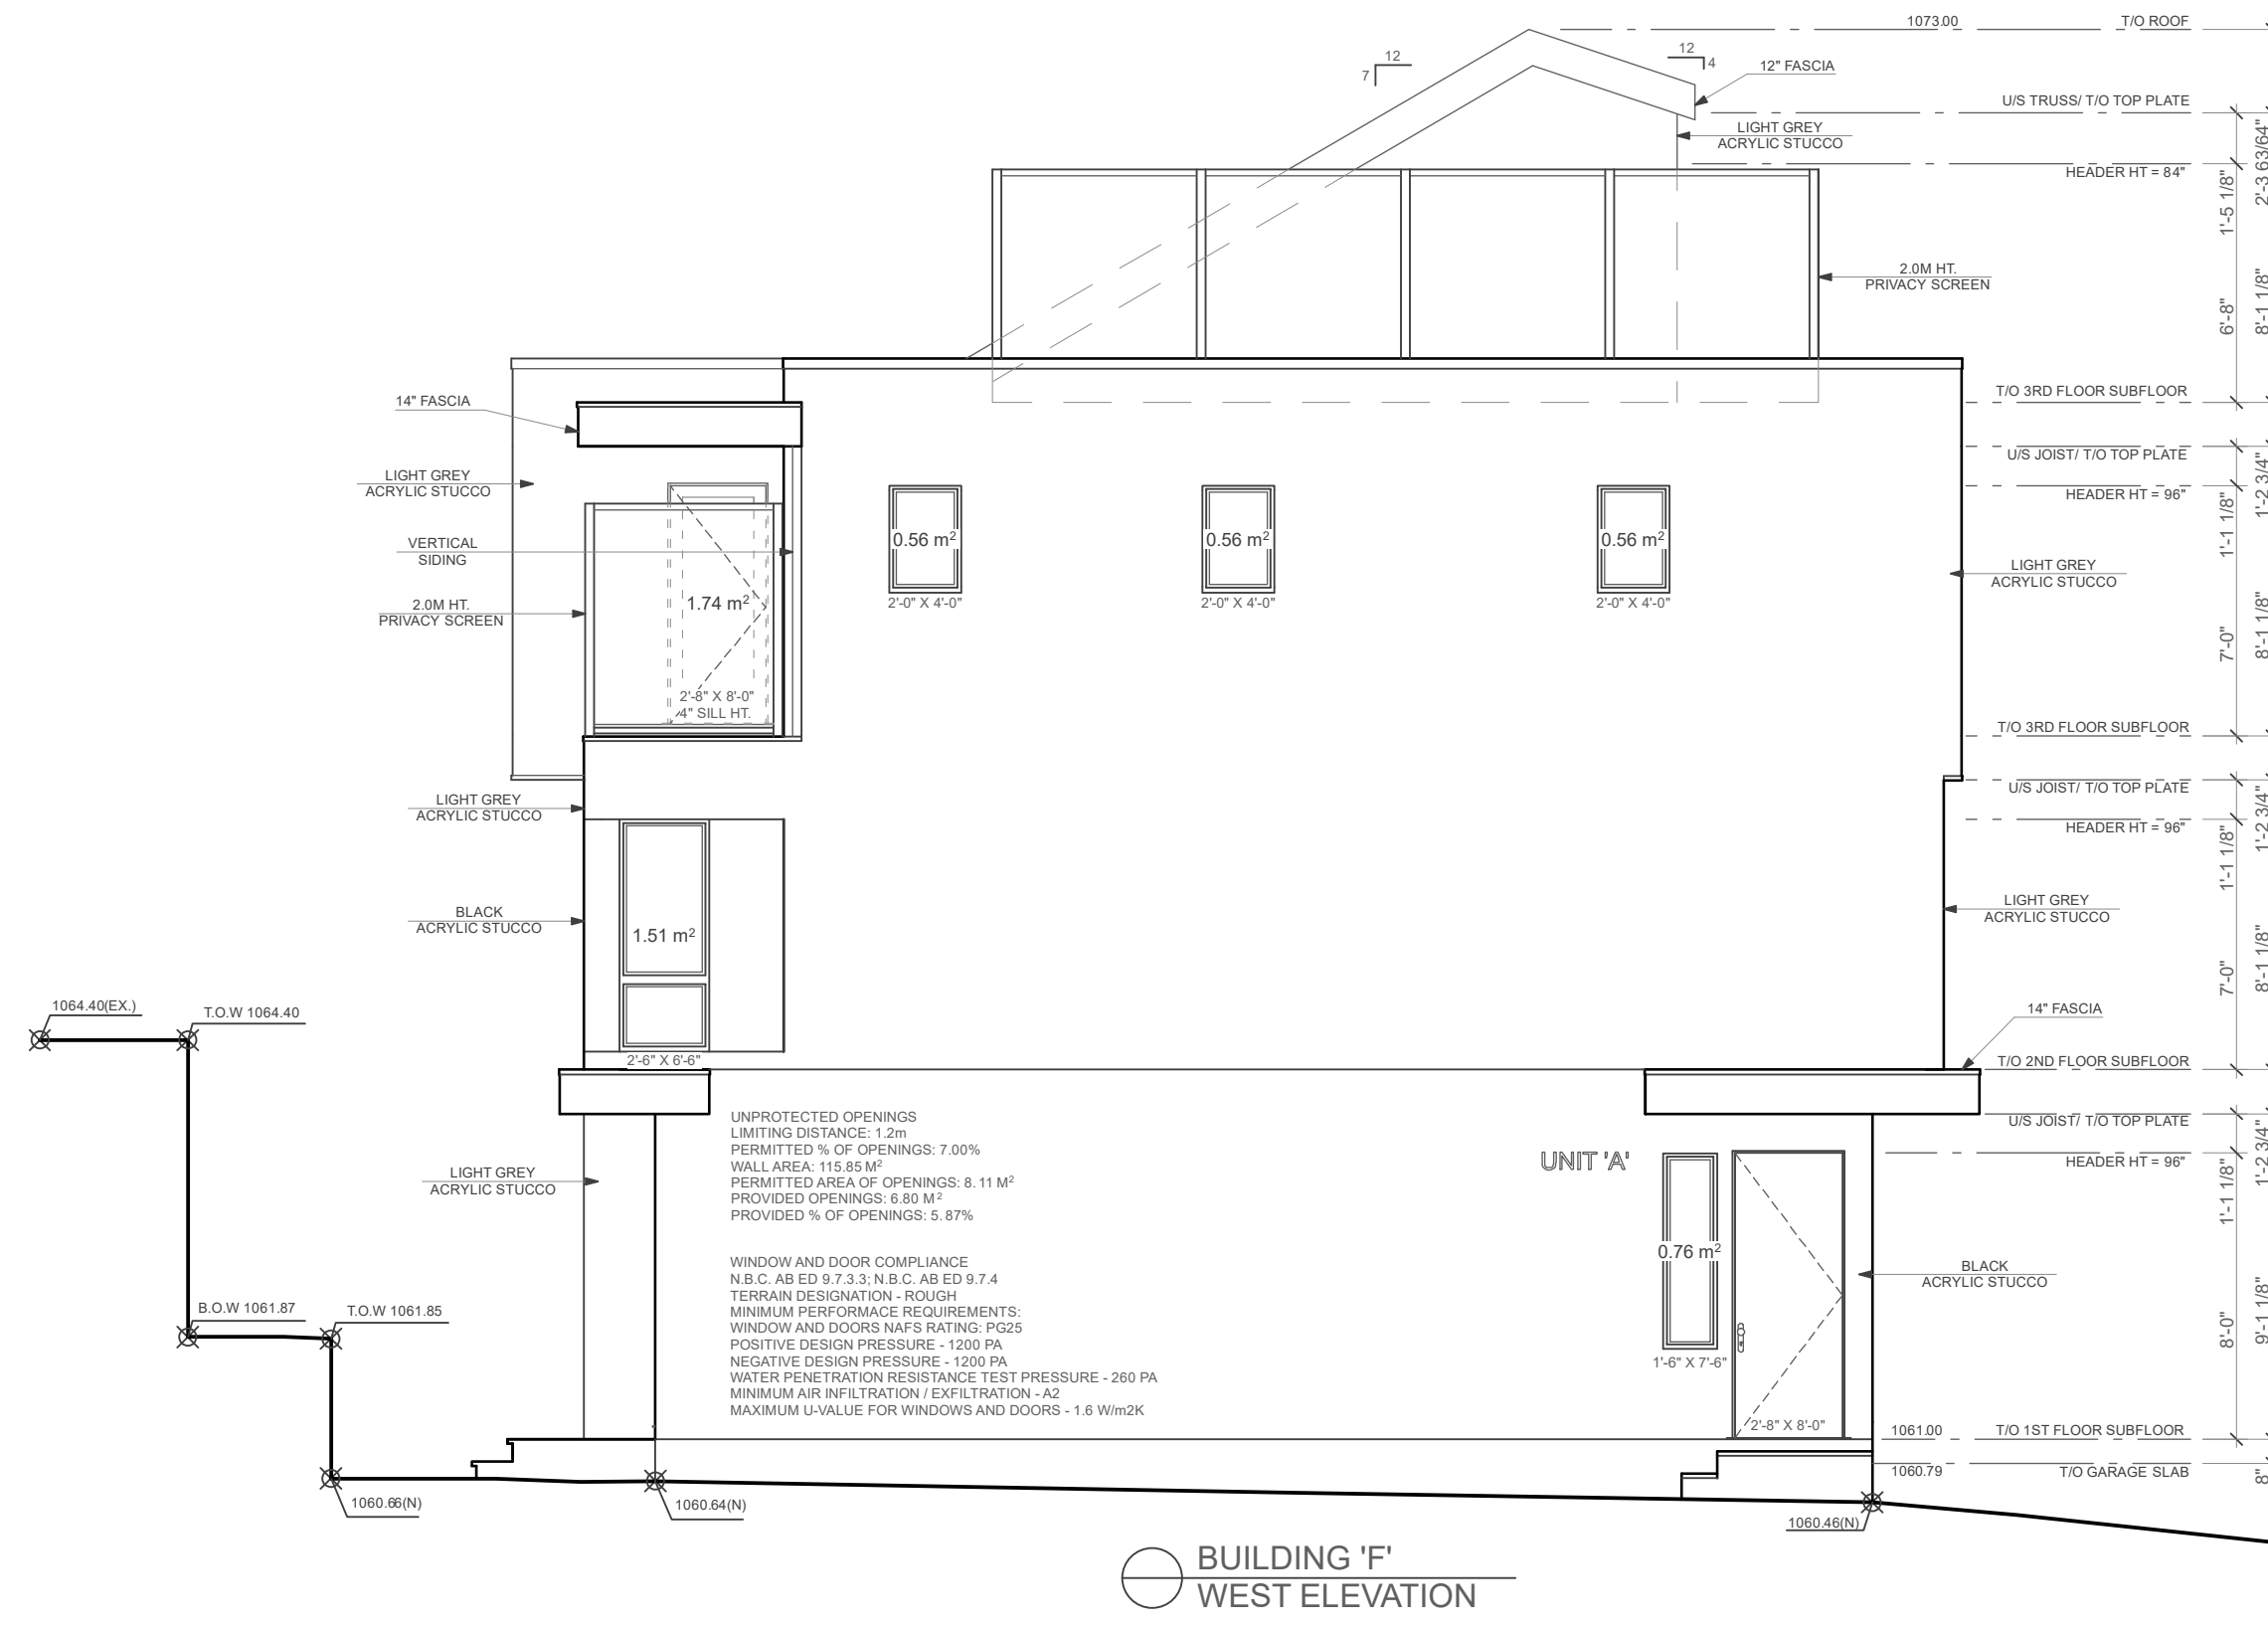 1073.00
T/O ROOF
12
7
12
4
12" FASCIA
U/S TRUSS/ T/O TOP PLATE
LIGHT GREY
ACRYLIC STUCCO
HEADER HT = 84"
2'-3 63/64"
1'-5 1/8"
2.0M HT.
PRIVACY SCREEN
6'-8"
8'-1 1/8"
14" FASCIA
T/O 3RD FLOOR SUBFLOOR
U/S JOIST/ T/O TOP PLATE
1'-2 3/4"
LIGHT GREY
ACRYLIC STUCCO
HEADER HT = 96"
1'-1 1/8"
VERTICAL
SIDING
0.56 m²
0.56 m²
0.56 m²
LIGHT GREY
ACRYLIC STUCCO
2.0M HT.
PRIVACY SCREEN
1.74 m²
2'-0" X 4'-0"
2'-0" X 4'-0"
2'-0" X 4'-0"
7'-0"
8'-1 1/8"
2'-8" X 8'-0"
4" SILL HT.
T/O 3RD FLOOR SUBFLOOR
U/S JOIST/ T/O TOP PLATE
1'-2 3/4"
LIGHT GREY
ACRYLIC STUCCO
HEADER HT = 96"
1'-1 1/8"
BLACK
ACRYLIC STUCCO
1.51 m²
LIGHT GREY
ACRYLIC STUCCO
7'-0"
8'-1 1/8"
1064.40(EX.)
T.O.W 1064.40
14" FASCIA
2'-6" X 6'-6"
T/O 2ND FLOOR SUBFLOOR
U/S JOIST/ T/O TOP PLATE
1'-2 3/4"
UNPROTECTED OPENINGS
LIMITING DISTANCE: 1.2m
PERMITTED % OF OPENINGS: 7.00%
WALL AREA: 115.85 M²
PERMITTED AREA OF OPENINGS: 8.11 M²
PROVIDED OPENINGS: 6.80 M²
PROVIDED % OF OPENINGS: 5.87%
LIGHT GREY
ACRYLIC STUCCO
UNIT 'A'
HEADER HT = 96"
1'-1 1/8"
WINDOW AND DOOR COMPLIANCE
N.B.C. AB ED 9.7.3.3; N.B.C. AB ED 9.7.4
TERRAIN DESIGNATION - ROUGH
MINIMUM PERFORMACE REQUIREMENTS:
WINDOW AND DOORS NAFS RATING: PG25
POSITIVE DESIGN PRESSURE - 1200 PA
NEGATIVE DESIGN PRESSURE - 1200 PA
WATER PENETRATION RESISTANCE TEST PRESSURE - 260 PA
MINIMUM AIR INFILTRATION / EXFILTRATION - A2
MAXIMUM U-VALUE FOR WINDOWS AND DOORS - 1.6 W/m2K
0.76 m²
BLACK
ACRYLIC STUCCO
B.O.W 1061.87
T.O.W 1061.85
1'-6" X 7'-6"
8'-0"
9'-1 1/8"
2'-8" X 8'-0"
1061.00
T/O 1ST FLOOR SUBFLOOR
1060.79
T/O GARAGE SLAB
8"
1060.66(N)
1060.64(N)
1060.46(N)
BUILDING 'F'
WEST ELEVATION